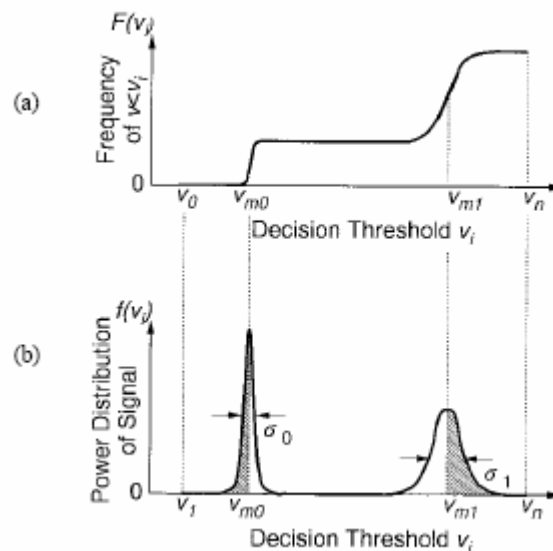 F(vᵢ)
(a)
Frequency
of v<vᵢ
0
v₀ vₘ₀ vₘ₁ vₙ
Decision Threshold vᵢ
f(vᵢ)
(b)
Power Distribution
of Signal
σ₀
σ₁
0
v₁ vₘ₀ vₘ₁ vₙ
Decision Threshold vᵢ